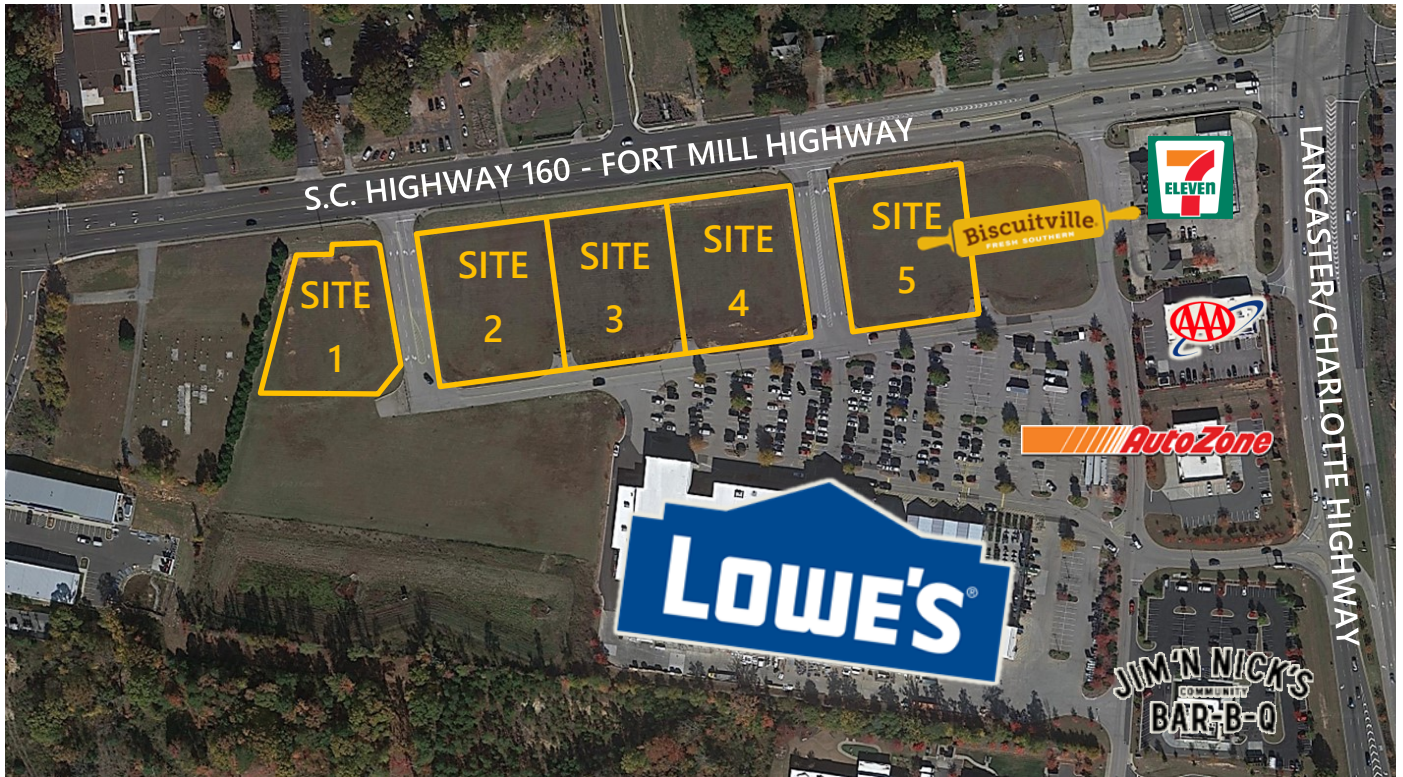 S.C. HIGHWAY 160 - FORT MILL HIGHWAY
LANCASTER/CHARLOTTE HIGHWAY
SITE
1
SITE
2
SITE
3
SITE
4
SITE
5
Biscuitville®
FRESH SOUTHERN
7
ELEVEN
AAA
AutoZone
LOWE'S®
JIM 'N NICK'S
COMMUNITY
BAR-B-Q